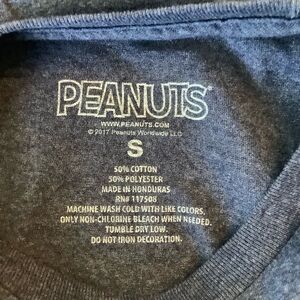 PEANUTS
WWW.PEANUTS.COM
© 2017 Peanuts Worldwide LLC
S
50% COTTON
50% POLYESTER
MADE IN HONDURAS
RN# 117508
MACHINE WASH COLD WITH LIKE COLORS,
ONLY NON-CHLORINE BLEACH WHEN NEEDED.
TUMBLE DRY LOW.
DO NOT IRON DECORATION.